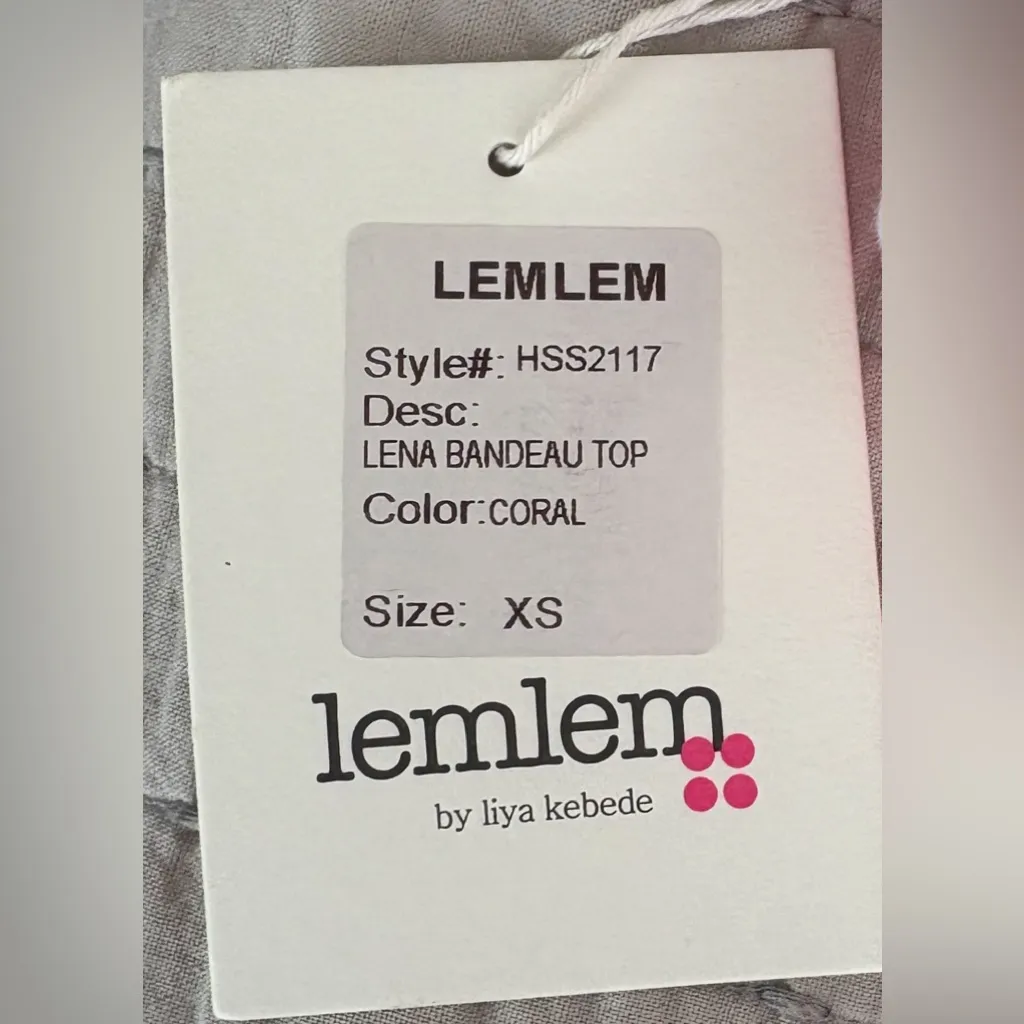 LEMLEM
Style#: HSS2117
Desc:
LENA BANDEAU TOP
Color:CORAL
Size: XS
lemlem
by liya kebede